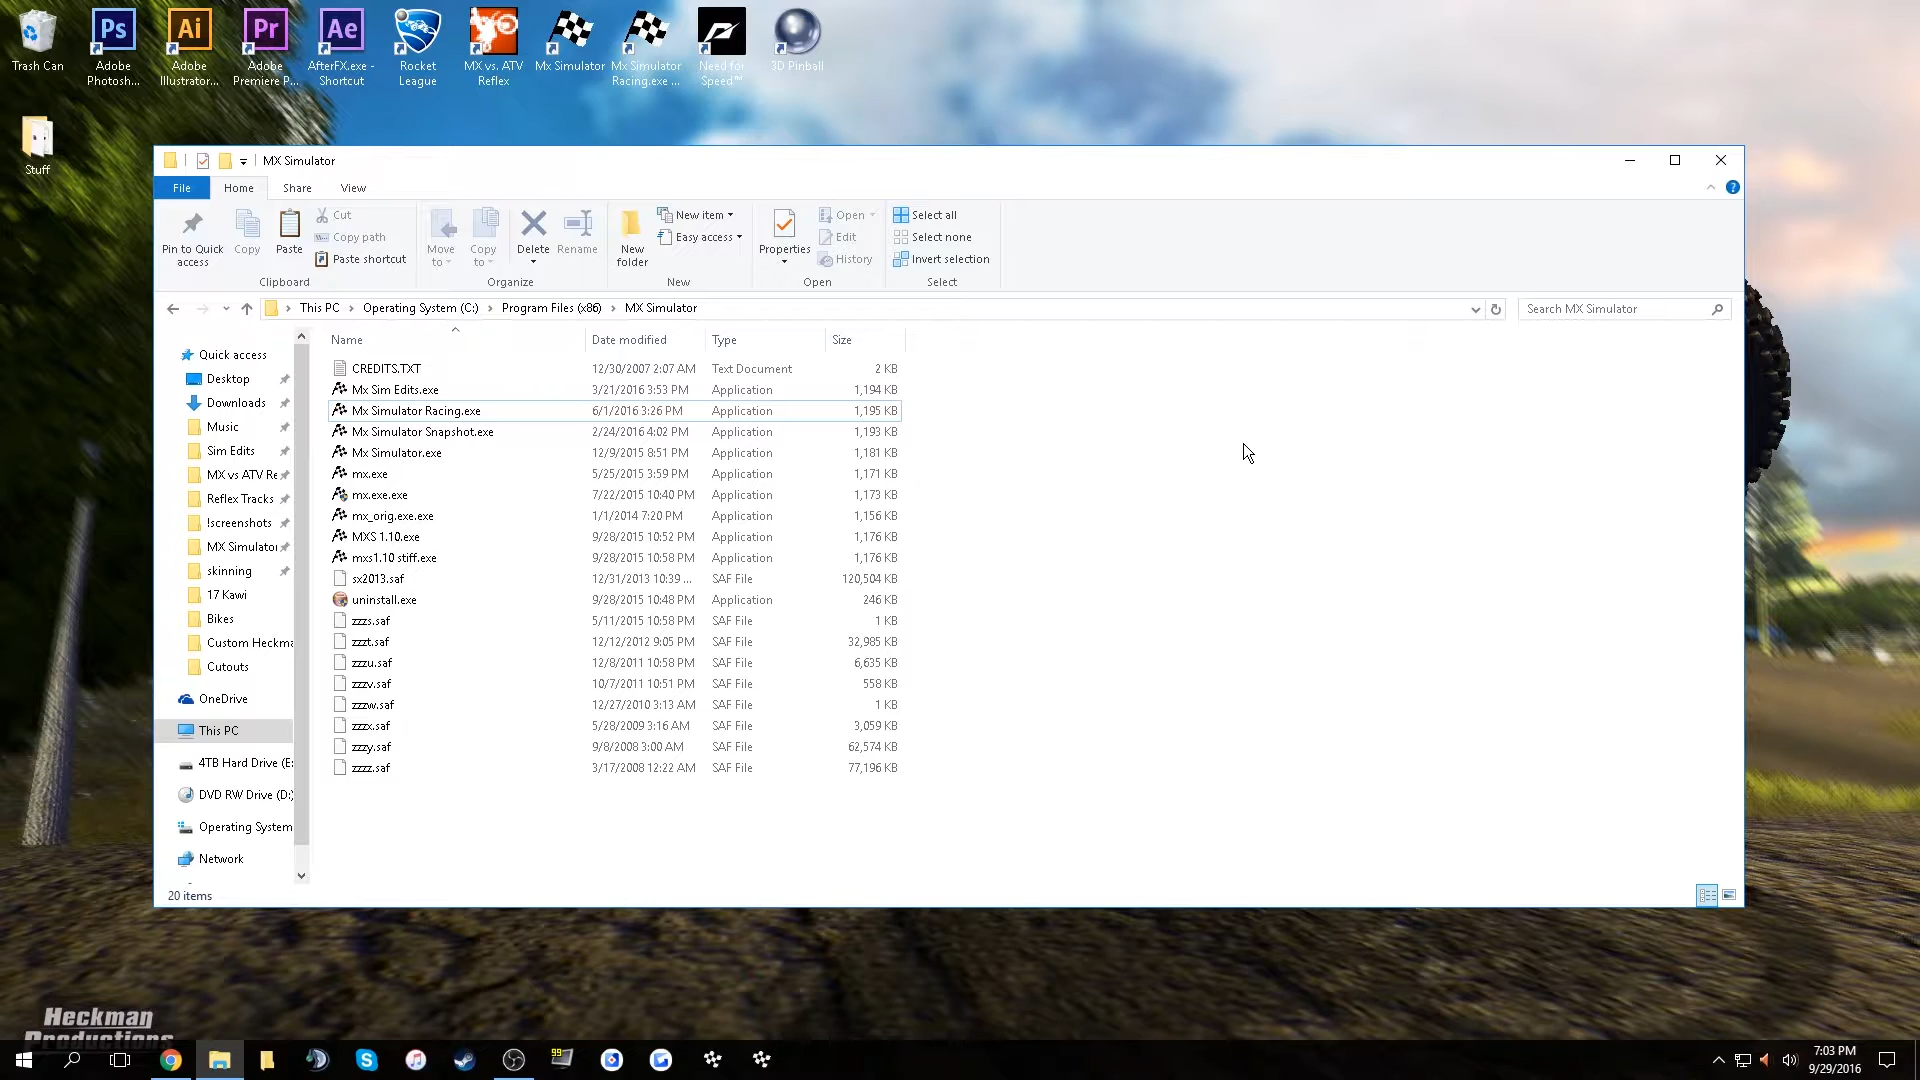 Trash Can
Adobe
Photosh...
Adobe
Illustrator...
Adobe
Premiere P...
AfterFX.exe -
Shortcut
Rocket
League
MX vs. ATV
Reflex
Mx Simulator
Mx Simulator
Racing.exe ...
Need for
Speed™
3D Pinball
Ps
Ai
Pr
Ae
Stuff
MX Simulator
File
Home
Share
View
Pin to Quick
access
Copy
Paste
Cut
Copy path
Paste shortcut
Move
to
Copy
to
Delete
Rename
New
folder
New item
Easy access
Properties
Open
Edit
History
Select all
Select none
Invert selection
Clipboard
Organize
New
Open
Select
This PC
Operating System (C:)
Program Files (x86)
MX Simulator
Search MX Simulator
Name Date modified Type Size
CREDITS.TXT 12/30/2007 2:07 AM Text Document 2 KB
Mx Sim Edits.exe 3/21/2016 3:53 PM Application 1,194 KB
Mx Simulator Racing.exe 6/1/2016 3:26 PM Application 1,195 KB
Mx Simulator Snapshot.exe 2/24/2016 4:02 PM Application 1,193 KB
Mx Simulator.exe 12/9/2015 8:51 PM Application 1,181 KB
mx.exe 5/25/2015 3:59 PM Application 1,171 KB
mx.exe.exe 7/22/2015 10:40 PM Application 1,173 KB
mx_orig.exe.exe 1/1/2014 7:20 PM Application 1,156 KB
MXS 1.10.exe 9/28/2015 10:52 PM Application 1,176 KB
mxs1.10 stiff.exe 9/28/2015 10:58 PM Application 1,176 KB
sx2013.saf 12/31/2013 10:39 ... SAF File 120,504 KB
uninstall.exe 9/28/2015 10:48 PM Application 246 KB
zzzs.saf 5/11/2015 10:58 PM SAF File 1 KB
zzzt.saf 12/12/2012 9:05 PM SAF File 32,985 KB
zzzu.saf 12/8/2011 10:58 PM SAF File 6,635 KB
zzzv.saf 10/7/2011 10:51 PM SAF File 558 KB
zzzw.saf 12/27/2010 3:13 AM SAF File 1 KB
zzzx.saf 5/28/2009 3:16 AM SAF File 3,059 KB
zzzy.saf 9/8/2008 3:00 AM SAF File 62,574 KB
zzzz.saf 3/17/2008 12:22 AM SAF File 77,196 KB
Quick access
Desktop
Downloads
Music
Sim Edits
MX vs ATV Re
Reflex Tracks
!screenshots
MX Simulator
skinning
17 Kawi
Bikes
Custom Heckma
Cutouts
OneDrive
This PC
4TB Hard Drive (E:
DVD RW Drive (D:)
Operating System
Network
20 items
Heckman
Productions
99
7:03 PM
9/29/2016